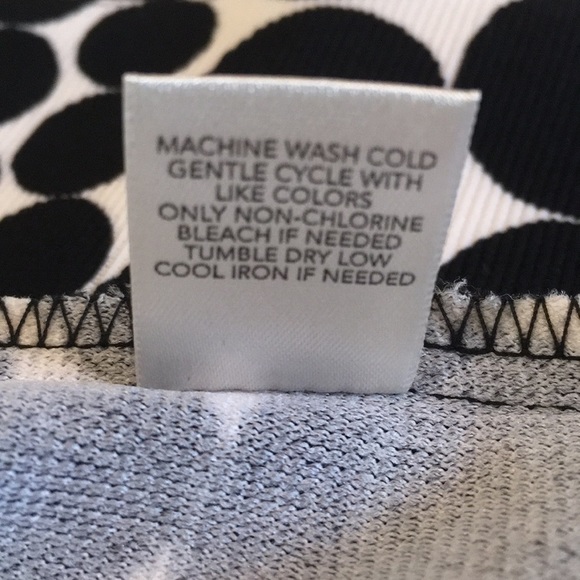 MACHINE WASH COLD
GENTLE CYCLE WITH
LIKE COLORS
ONLY NON-CHLORINE
BLEACH IF NEEDED
TUMBLE DRY LOW
COOL IRON IF NEEDED